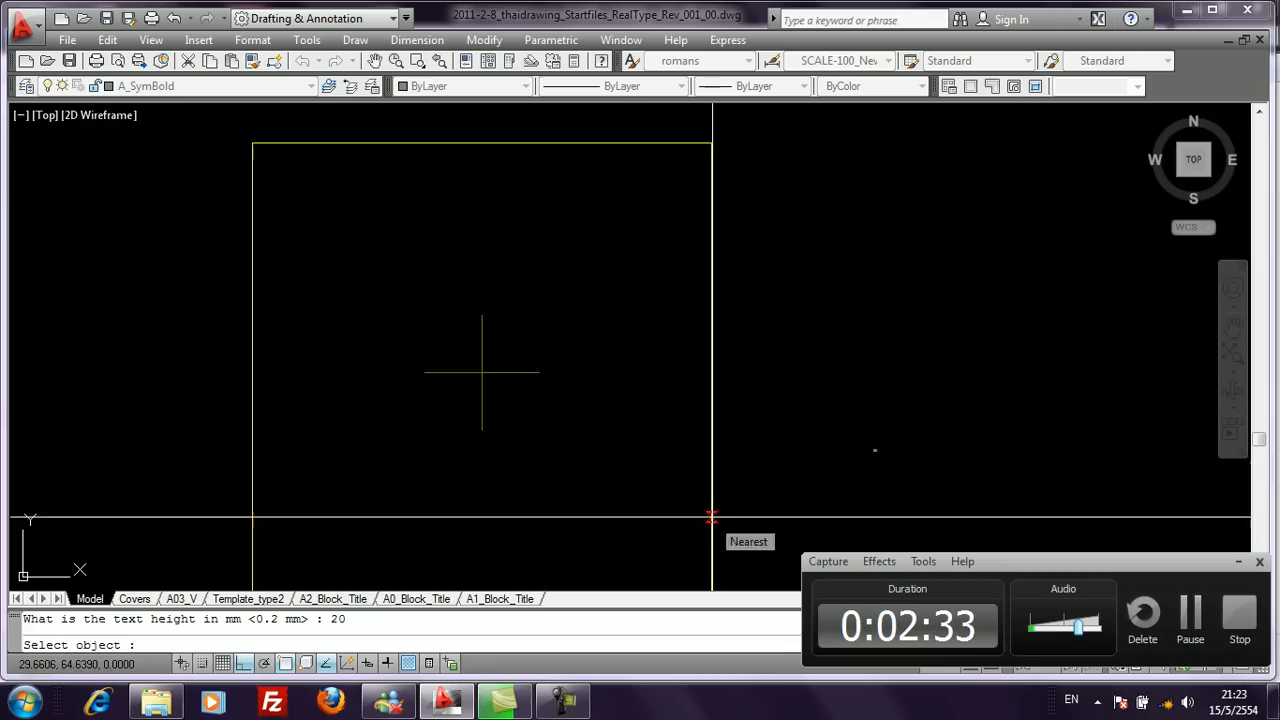 Drafting & Annotation
2011-2-8_thaidrawing_Startfiles_RealType_Rev_001_00.dwg
Type a keyword or phrase
Sign In
File Edit View Insert Format Tools Draw Dimension Modify Parametric Window Help Express
romans
SCALE-100_Nev
Standard
Standard
A_SymBold
ByLayer
ByLayer
ByLayer
ByColor
[−] [Top] [2D Wireframe]
N
W TOP E
S
WCS
Nearest
Y
X
Capture Effects Tools Help
Duration
0:02:33
Audio
Delete
Pause
Stop
Model Covers A03_V Template_type2 A2_Block_Title A0_Block_Title A1_Block_Title
What is the text height in mm <0.2 mm> : 20
Select object :
29.6606, 64.6390, 0.0000
EN
21:23
15/5/2554